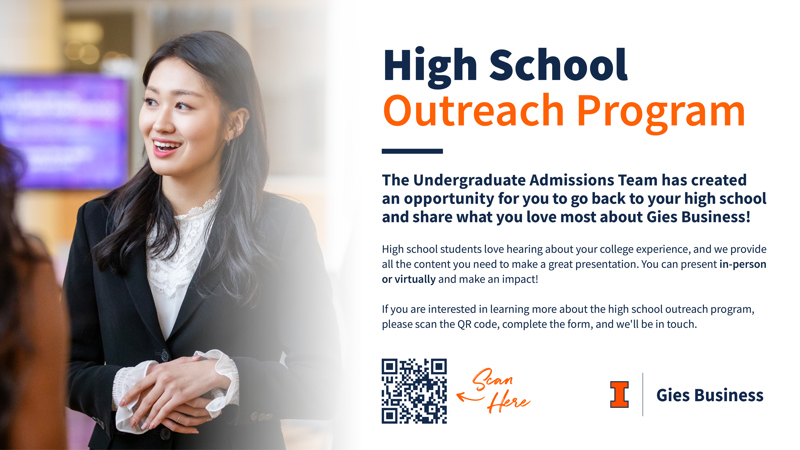 High School
Outreach Program
The Undergraduate Admissions Team has created
an opportunity for you to go back to your high school
and share what you love most about Gies Business!
High school students love hearing about your college experience, and we provide
all the content you need to make a great presentation. You can present in-person
or virtually and make an impact!
If you are interested in learning more about the high school outreach program,
please scan the QR code, complete the form, and we'll be in touch.
Scan
Here
I
Gies Business